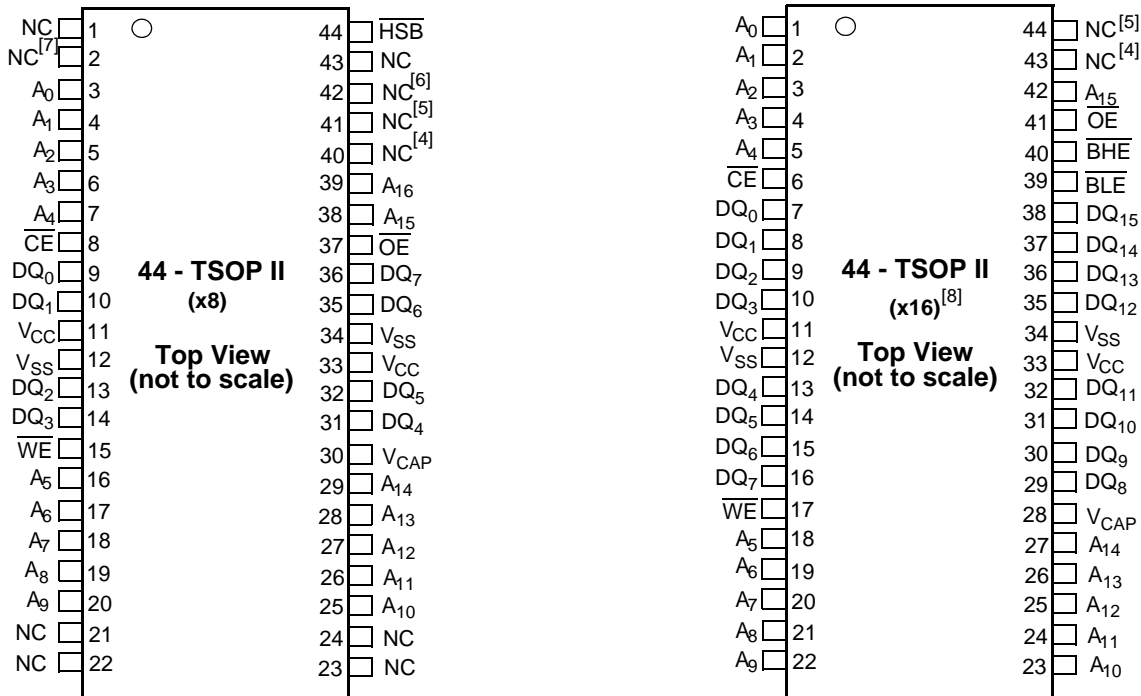 NC 1 44 HSB
NC[7] 2 43 NC
A0 3 42 NC[6]
A1 4 41 NC[5]
A2 5 40 NC[4]
A3 6 39 A16
A4 7 38 A15
CE 8 37 OE
DQ0 9 36 DQ7
DQ1 10 35 DQ6
VCC 11 34 VSS
VSS 12 33 VCC
DQ2 13 32 DQ5
DQ3 14 31 DQ4
WE 15 30 VCAP
A5 16 29 A14
A6 17 28 A13
A7 18 27 A12
A8 19 26 A11
A9 20 25 A10
NC 21 24 NC
NC 22 23 NC
44 - TSOP II
(x8)
Top View
(not to scale)
A0 1 44 NC[5]
A1 2 43 NC[4]
A2 3 42 A15
A3 4 41 OE
A4 5 40 BHE
CE 6 39 BLE
DQ0 7 38 DQ15
DQ1 8 37 DQ14
DQ2 9 36 DQ13
DQ3 10 35 DQ12
VCC 11 34 VSS
VSS 12 33 VCC
DQ4 13 32 DQ11
DQ5 14 31 DQ10
DQ6 15 30 DQ9
DQ7 16 29 DQ8
WE 17 28 VCAP
A5 18 27 A14
A6 19 26 A13
A7 20 25 A12
A8 21 24 A11
A9 22 23 A10
44 - TSOP II
(x16)[8]
Top View
(not to scale)